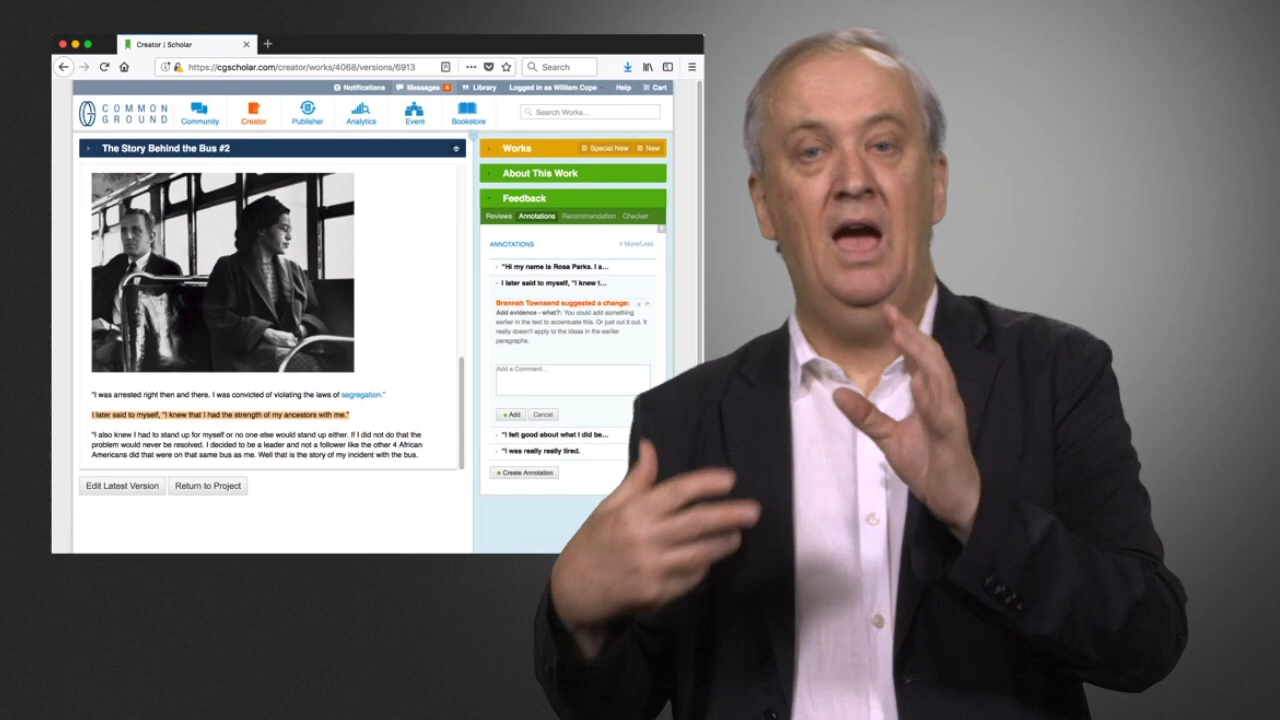 Creator | Scholar
https://cgscholar.com/creator/works/4068/versions/6913
Search
Notifications Messages 4 Library Logged in as William Cope Help Cart
COMMON
GROUND
Community Creator Publisher Analytics Event Bookstore
Search Works...
The Story Behind the Bus #2
"I was arrested right then and there. I was convicted of violating the laws of segregation."
I later said to myself, "I knew that I had the strength of my ancestors with me."
"I also knew I had to stand up for myself or no one else would stand up either. If I did not do that the
problem would never be resolved. I decided to be a leader and not a follower like the other 4 African
Americans did that were on that same bus as me. Well that is the story of my incident with the bus.
Edit Latest Version Return to Project
Works Special New New
About This Work
Feedback
Reviews Annotations Recommendation Checker
?
ANNOTATIONS More/Less
"Hi my name is Rosa Parks. I a...
I later said to myself, "I knew t...
Brennah Townsend suggested a change:
Add evidence - what?: You could add something
earlier in the text to accentuate this. Or just cut it out. It
really doesn't apply to the ideas in the earlier
paragraphs.
Add a Comment...
Add Cancel
"I felt good about what I did be...
"I was really really tired.
Create Annotation